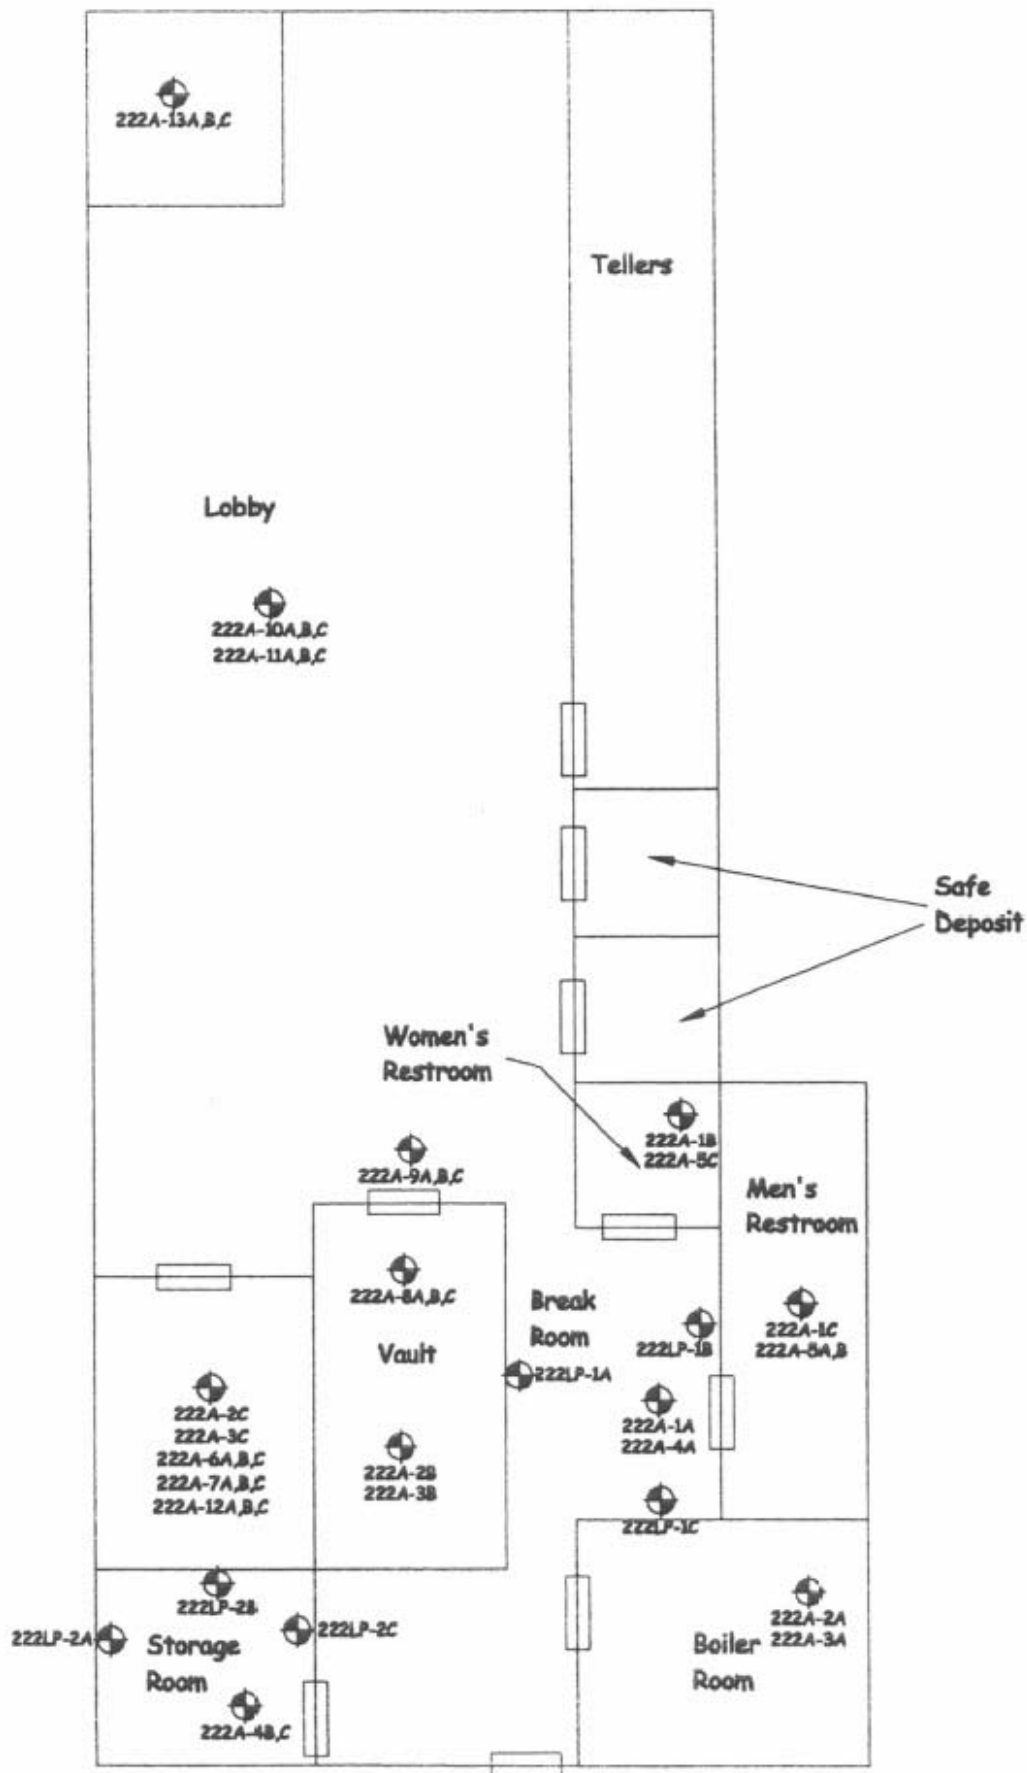 222A-13A,B,C
Tellers
Lobby
222A-10A,B,C
222A-11A,B,C
Safe
Deposit
Women's
Restroom
222A-1B
222A-5C
222A-9A,B,C
Men's
Restroom
222A-8A,B,C
Break
Room
222A-1C
222A-5A,B
222LP-1B
Vault
222LP-1A
222A-2C
222A-3C
222A-6A,B,C
222A-7A,B,C
222A-12A,B,C
222A-1A
222A-4A
222A-2B
222A-3B
222LP-1C
222LP-2B
222A-2A
222A-3A
222LP-2A
222LP-2C
Storage
Room
Boiler
Room
222A-4B,C